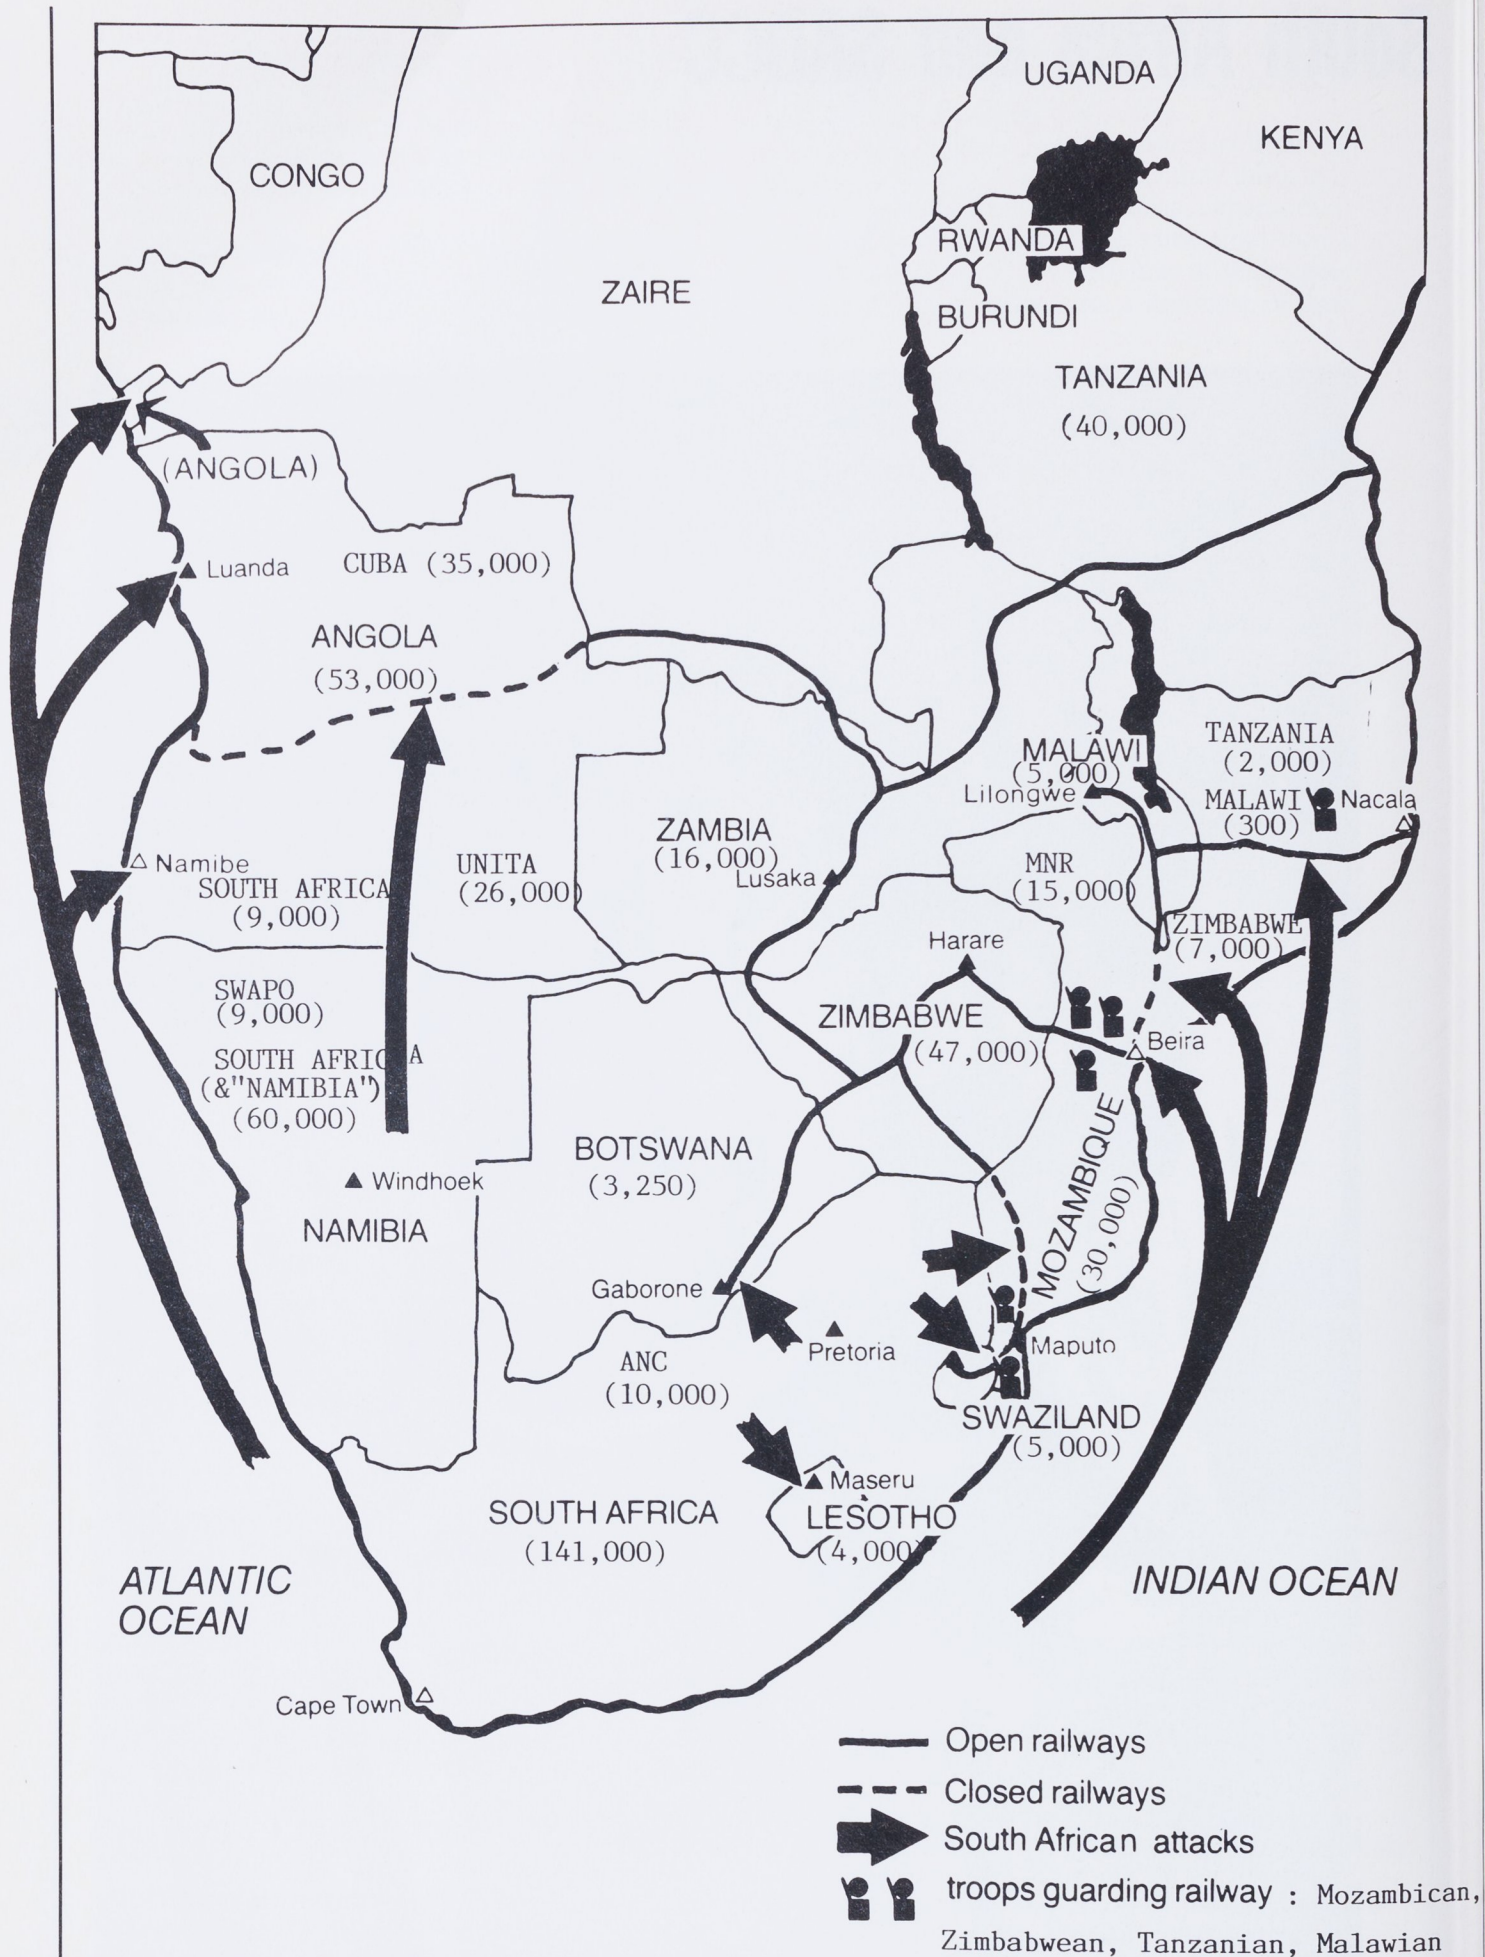 UGANDA
KENYA
CONGO
RWANDA
ZAIRE
BURUNDI
TANZANIA
(40,000)
(ANGOLA)
Luanda
CUBA (35,000)
ANGOLA
(53,000)
TANZANIA
(2,000)
MALAWI
(5,000)
Lilongwe
MALAWI
(300)
Nacala
ZAMBIA
(16,000)
Lusaka
Namibe
SOUTH AFRICA
(9,000)
UNITA
(26,000)
MNR
(15,000)
ZIMBABWE
(7,000)
Harare
SWAPO
(9,000)
ZIMBABWE
(47,000)
Beira
SOUTH AFRICA
(&"NAMIBIA")
(60,000)
MOZAMBIQUE
(30,000)
BOTSWANA
(3,250)
Windhoek
NAMIBIA
Gaborone
Pretoria
Maputo
ANC
(10,000)
SWAZILAND
(5,000)
Maseru
SOUTH AFRICA
(141,000)
LESOTHO
(4,000)
ATLANTIC
OCEAN
INDIAN OCEAN
Cape Town
Open railways
Closed railways
South African attacks
troops guarding railway : Mozambican,
Zimbabwean, Tanzanian, Malawian